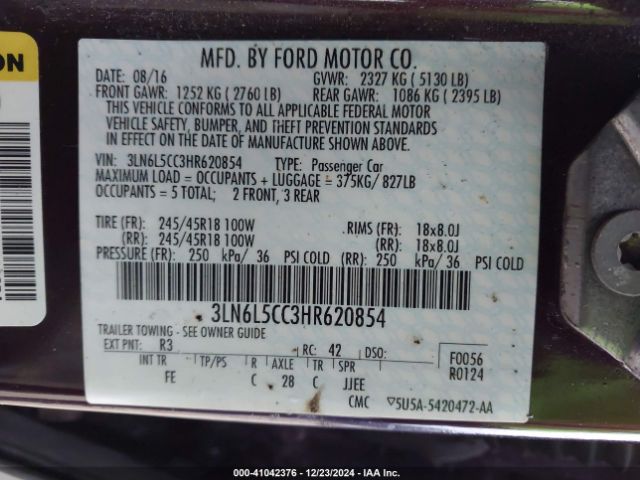 ON
MFD. BY FORD MOTOR CO.
DATE: 08/16 GVWR: 2327 KG ( 5130 LB)
FRONT GAWR: 1252 KG ( 2760 LB) REAR GAWR: 1086 KG ( 2395 LB)
THIS VEHICLE CONFORMS TO ALL APPLICABLE FEDERAL MOTOR
VEHICLE SAFETY, BUMPER, AND THEFT PREVENTION STANDARDS
IN EFFECT ON THE DATE OF MANUFACTURE SHOWN ABOVE.
VIN: 3LN6L5CC3HR620854 TYPE: Passenger Car
MAXIMUM LOAD = OCCUPANTS + LUGGAGE = 375KG/ 827LB
OCCUPANTS = 5 TOTAL; 2 FRONT, 3 REAR
TIRE (FR): 245/45R18 100W RIMS (FR): 18x8.0J
(RR): 245/45R18 100W (RR): 18x8.0J
PRESSURE (FR): 250 kPa/ 36 PSI COLD (RR): 250 kPa/ 36 PSI COLD
3LN6L5CC3HR620854
TRAILER TOWING - SEE OWNER GUIDE
EXT PNT: R3 RC: 42 DSO: F0056
INT TR TP/PS R AXLE TR SPR R0124
FE C 28 C JJEE
CMC 5U5A-5420472-AA
000-41042376 - 12/23/2024 - IAA Inc.